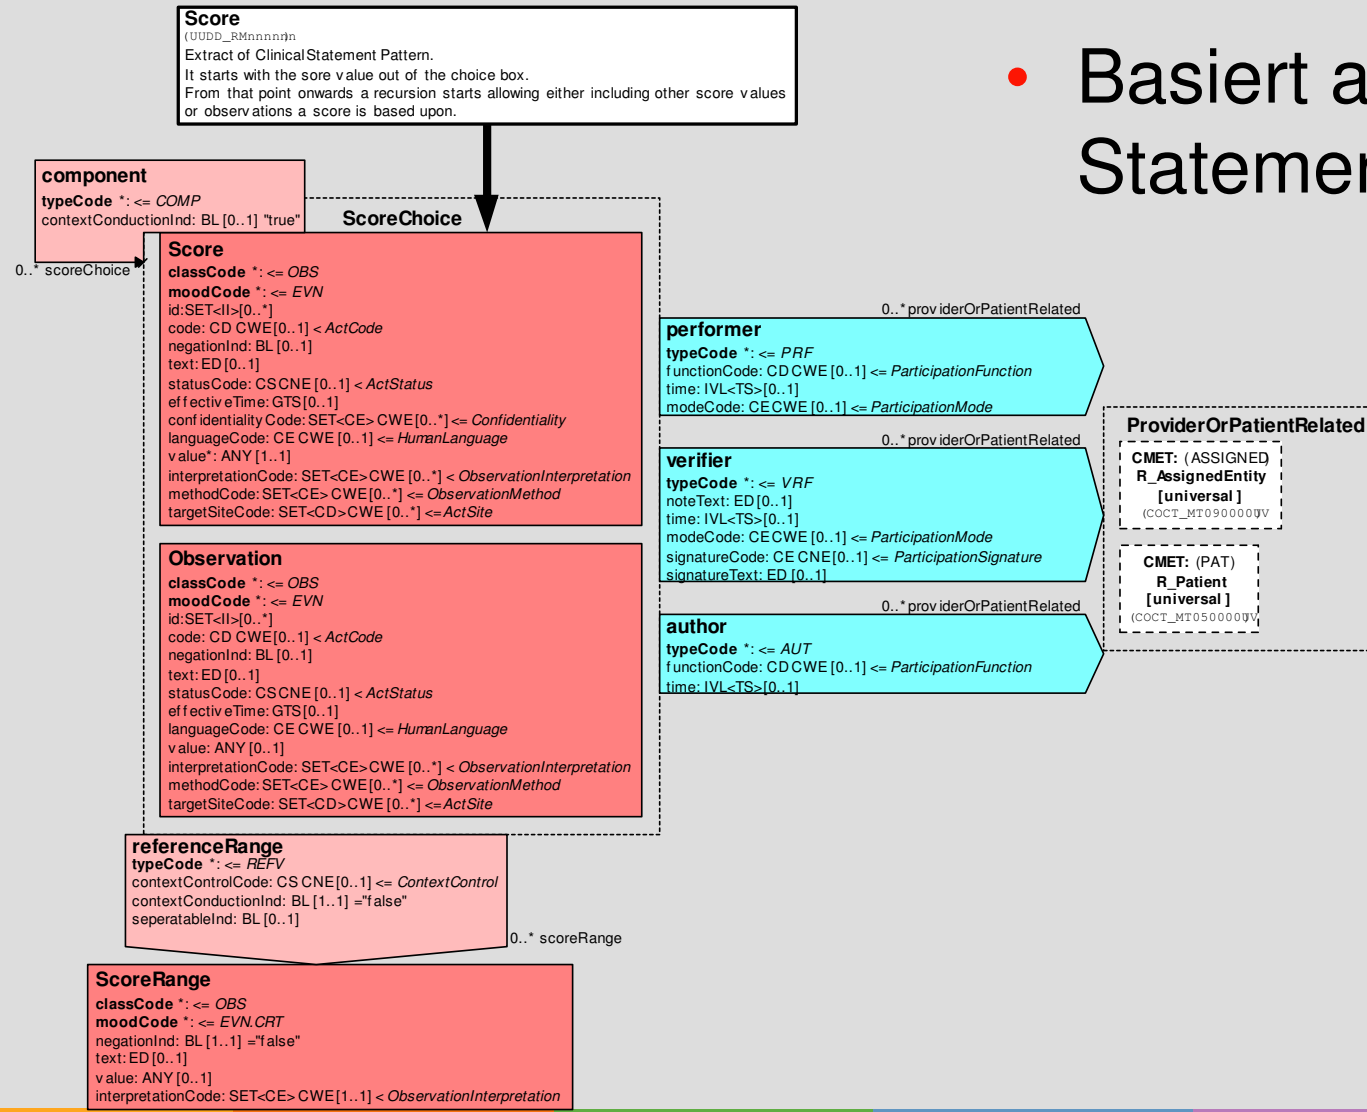 Score
(UUDD_RMnnnnnn
Extract of Clinical Statement Pattern.
It starts with the sore value out of the choice box.
From that point onwards a recursion starts allowing either including other score values
or observations a score is based upon.
• Basiert a
Statemen
component
typeCode *: <= COMP
contextConductionInd: BL [0..1] "true"
0..* scoreChoice
ScoreChoice
Score
classCode *: <= OBS
moodCode *: <= EVN
id: SET<II>[0..*]
code: CD CWE [0..1] < ActCode
negationInd: BL [0..1]
text: ED [0..1]
statusCode: CS CNE [0..1] < ActStatus
effectiveTime: GTS [0..1]
confidentialityCode: SET<CE> CWE [0..*] <= Confidentiality
languageCode: CE CWE [0..1] <= HumanLanguage
value*: ANY [1..1]
interpretationCode: SET<CE> CWE [0..*] < ObservationInterpretation
methodCode: SET<CE> CWE [0..*] <= ObservationMethod
targetSiteCode: SET<CD> CWE [0..*] <= ActSite
Observation
classCode *: <= OBS
moodCode *: <= EVN
id: SET<II>[0..*]
code: CD CWE [0..1] < ActCode
negationInd: BL [0..1]
text: ED [0..1]
statusCode: CS CNE [0..1] < ActStatus
effectiveTime: GTS [0..1]
languageCode: CE CWE [0..1] <= HumanLanguage
value: ANY [0..1]
interpretationCode: SET<CE> CWE [0..*] < ObservationInterpretation
methodCode: SET<CE> CWE [0..*] <= ObservationMethod
targetSiteCode: SET<CD> CWE [0..*] <= ActSite
0..* providerOrPatientRelated
performer
typeCode *: <= PRF
functionCode: CD CWE [0..1] <= ParticipationFunction
time: IVL<TS>[0..1]
modeCode: CE CWE [0..1] <= ParticipationMode
0..* providerOrPatientRelated
verifier
typeCode *: <= VRF
noteText: ED [0..1]
time: IVL<TS>[0..1]
modeCode: CE CWE [0..1] <= ParticipationMode
signatureCode: CE CNE [0..1] <= ParticipationSignature
signatureText: ED [0..1]
0..* providerOrPatientRelated
author
typeCode *: <= AUT
functionCode: CD CWE [0..1] <= ParticipationFunction
time: IVL<TS>[0..1]
ProviderOrPatientRelated
CMET: (ASSIGNED)
R_AssignedEntity
[universal]
(COCT_MT090000UV
CMET: (PAT)
R_Patient
[universal]
(COCT_MT050000UV
referenceRange
typeCode *: <= REFV
contextControlCode: CS CNE [0..1] <= ContextControl
contextConductionInd: BL [1..1] ="false"
seperatableInd: BL [0..1]
0..* scoreRange
ScoreRange
classCode *: <= OBS
moodCode *: <= EVN.CRT
negationInd: BL [1..1] ="false"
text: ED [0..1]
value: ANY [0..1]
interpretationCode: SET<CE> CWE [1..1] < ObservationInterpretation